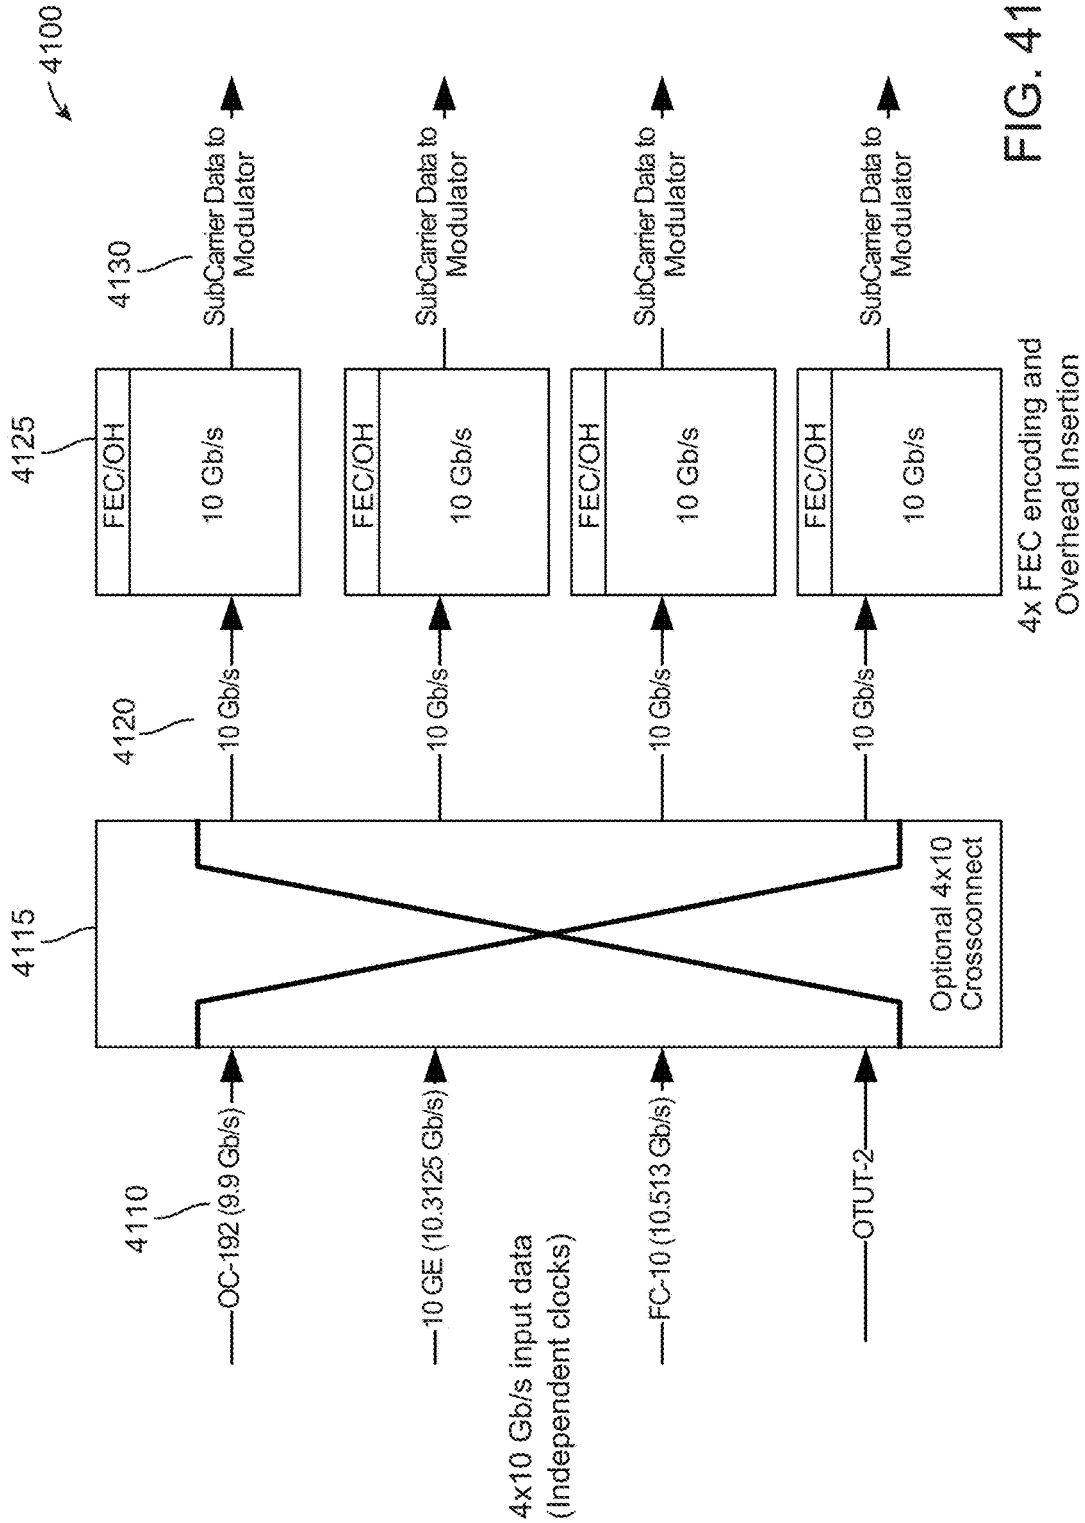 4100
4110
OC-192 (9.9 Gb/s)
10 GE (10.3125 Gb/s)
4x10 Gb/s input data
(Independent clocks)
FC-10 (10.513 Gb/s)
OTUT-2
4115
Optional 4x10
Crossconnect
4120
10 Gb/s
10 Gb/s
10 Gb/s
10 Gb/s
4125
FEC/OH
10 Gb/s
FEC/OH
10 Gb/s
FEC/OH
10 Gb/s
FEC/OH
10 Gb/s
4x FEC encoding and
Overhead Insertion
4130
SubCarrier Data to
Modulator
SubCarrier Data to
Modulator
SubCarrier Data to
Modulator
SubCarrier Data to
Modulator
FIG. 41